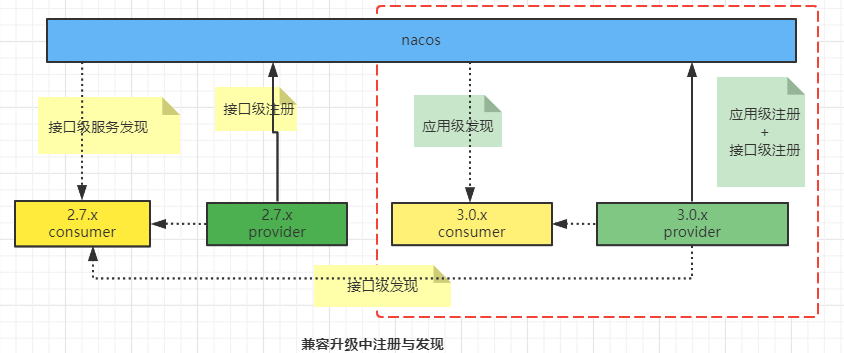 nacos
接口级服务发现
接口级注册
应用级发现
应用级注册
+
接口级注册
2.7.x
consumer
2.7.x
provider
3.0.x
consumer
3.0.x
provider
接口级发现
兼容升级中注册与发现